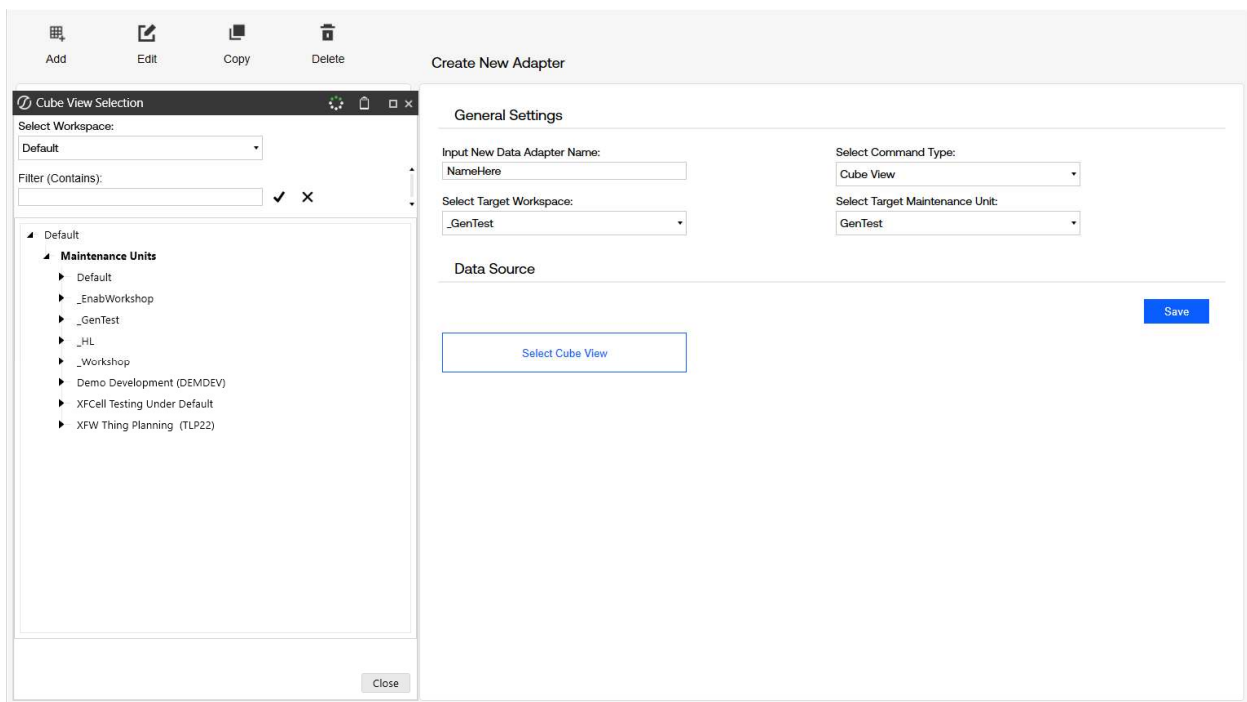 Add Edit Copy Delete
Create New Adapter
Cube View Selection
Select Workspace:
Default
Filter (Contains):
Default
Maintenance Units
Default
_EnabWorkshop
_GenTest
_HL
_Workshop
Demo Development (DEMDEV)
XFCell Testing Under Default
XFW Thing Planning (TLP22)
Close
General Settings
Input New Data Adapter Name: Select Command Type:
NameHere Cube View
Select Target Workspace: Select Target Maintenance Unit:
_GenTest GenTest
Data Source
Save
Select Cube View